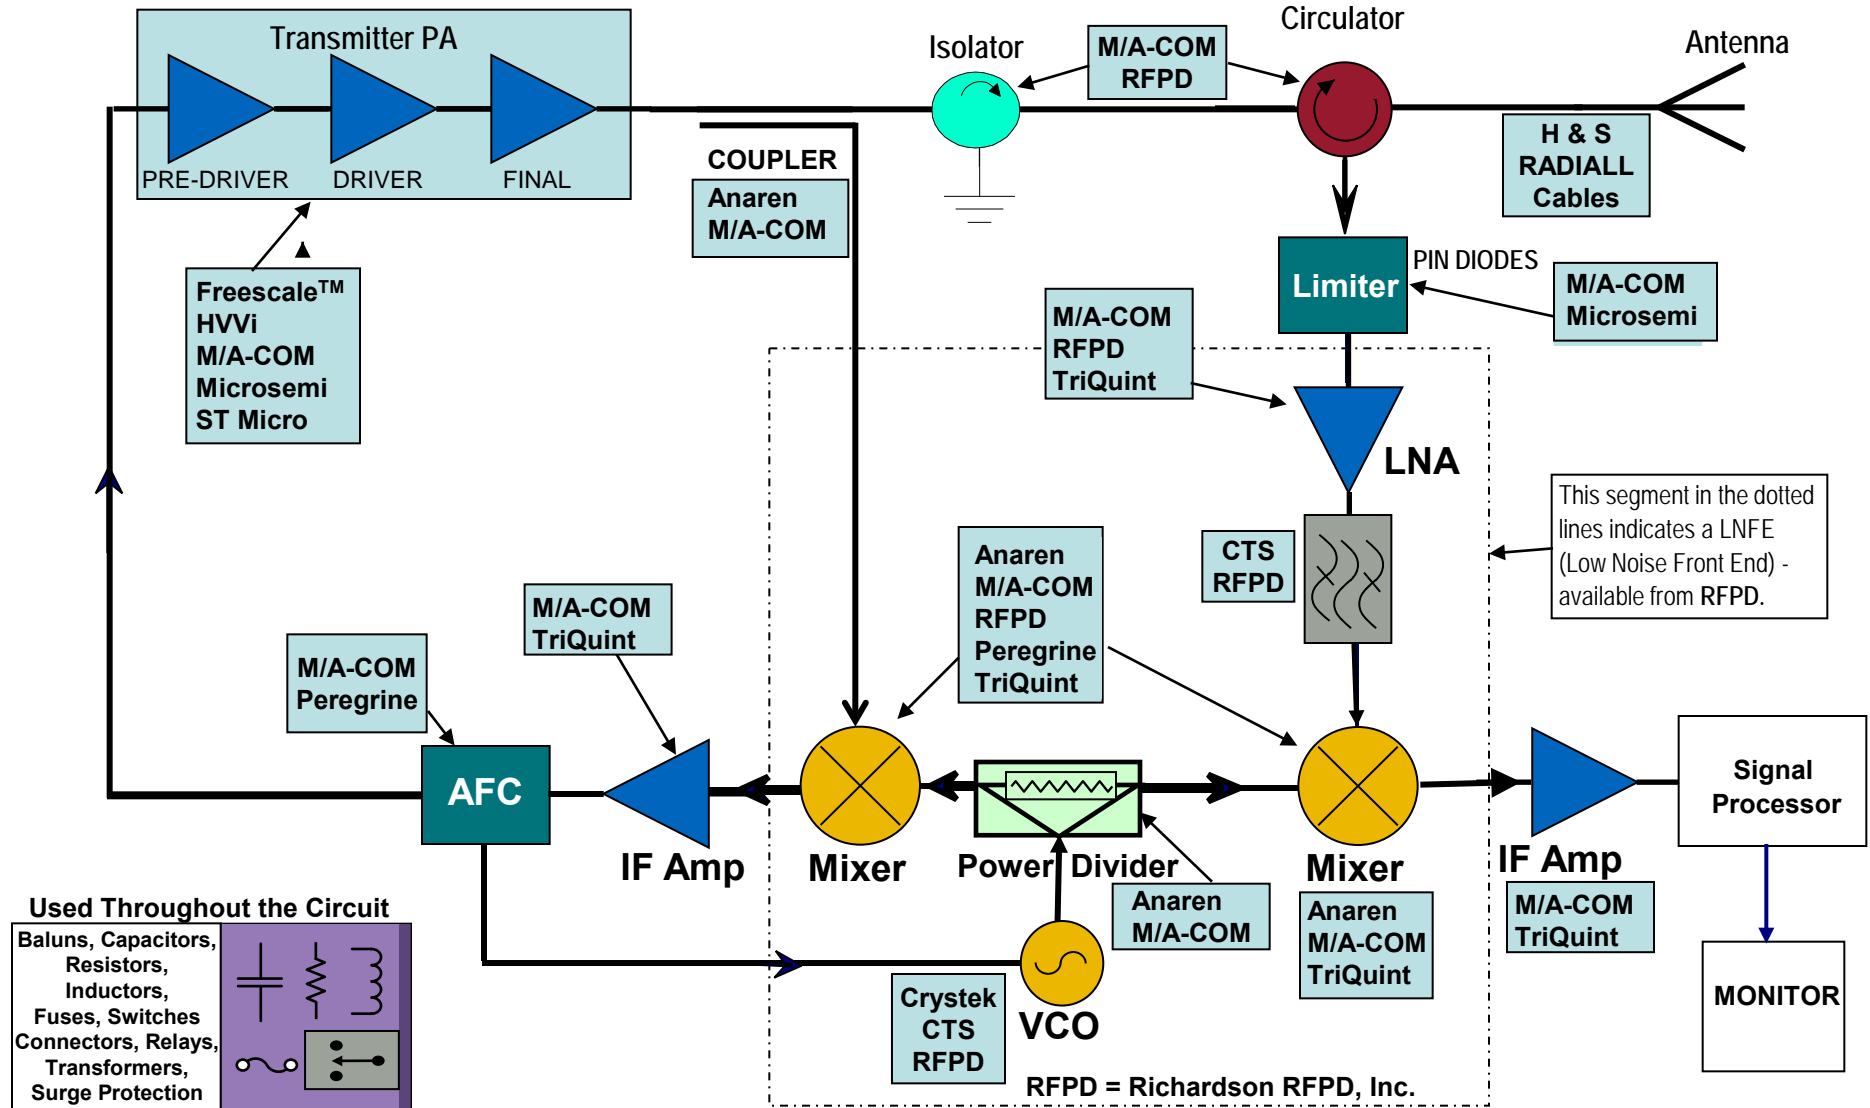 Transmitter PA
PRE-DRIVER
DRIVER
FINAL
Isolator
M/A-COM
RFPD
Circulator
Antenna
COUPLER
Anaren
M/A-COM
H & S
RADIALL
Cables
Freescale™
HVVi
M/A-COM
Microsemi
ST Micro
Limiter
PIN DIODES
M/A-COM
Microsemi
M/A-COM
RFPD
TriQuint
LNA
This segment in the dotted
lines indicates a LNFE
(Low Noise Front End) -
available from RFPD.
CTS
RFPD
Anaren
M/A-COM
RFPD
Peregrine
TriQuint
M/A-COM
TriQuint
M/A-COM
Peregrine
AFC
IF Amp
Mixer
Power Divider
Mixer
IF Amp
Signal
Processor
Anaren
M/A-COM
Anaren
M/A-COM
TriQuint
M/A-COM
TriQuint
MONITOR
VCO
Crystek
CTS
RFPD
RFPD = Richardson RFPD, Inc.
Used Throughout the Circuit
Baluns, Capacitors,
Resistors,
Inductors,
Fuses, Switches
Connectors, Relays,
Transformers,
Surge Protection